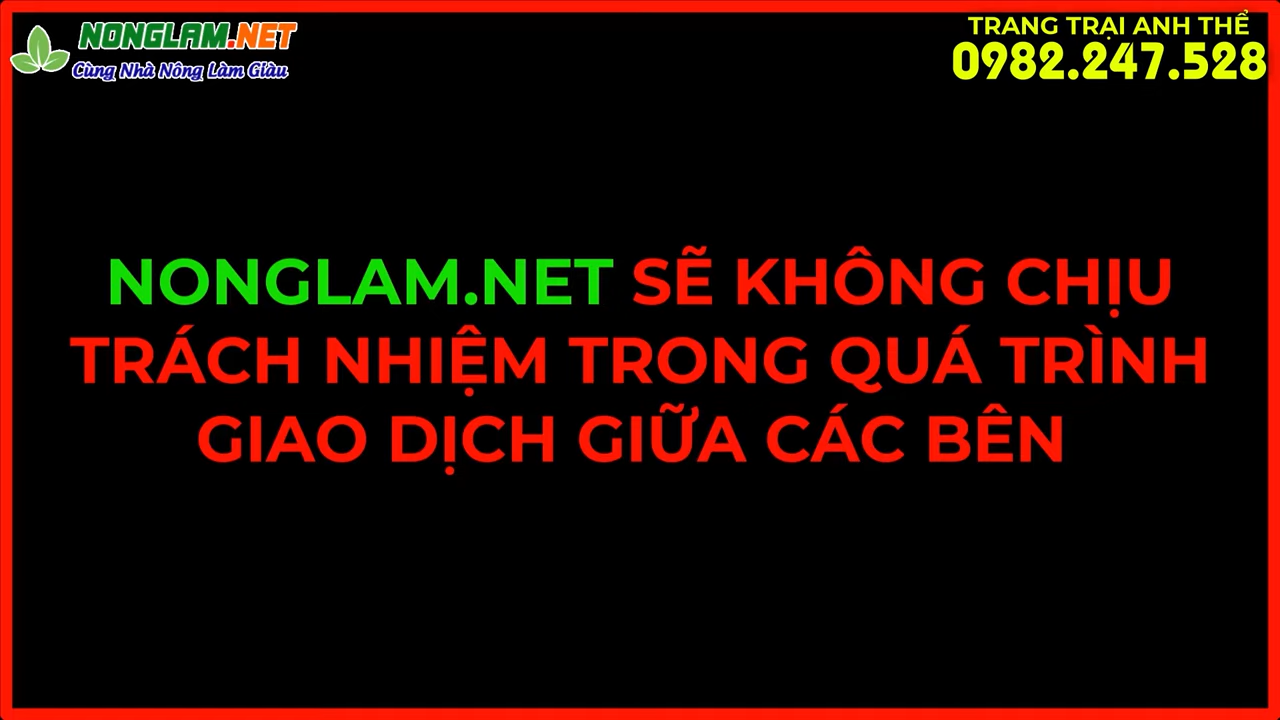 NONGLAM.NET
Cùng Nhà Nông Làm Giàu
TRANG TRẠI ANH THỂ
0982.247.528
NONGLAM.NET SẼ KHÔNG CHỊU
TRÁCH NHIỆM TRONG QUÁ TRÌNH
GIAO DỊCH GIỮA CÁC BÊN